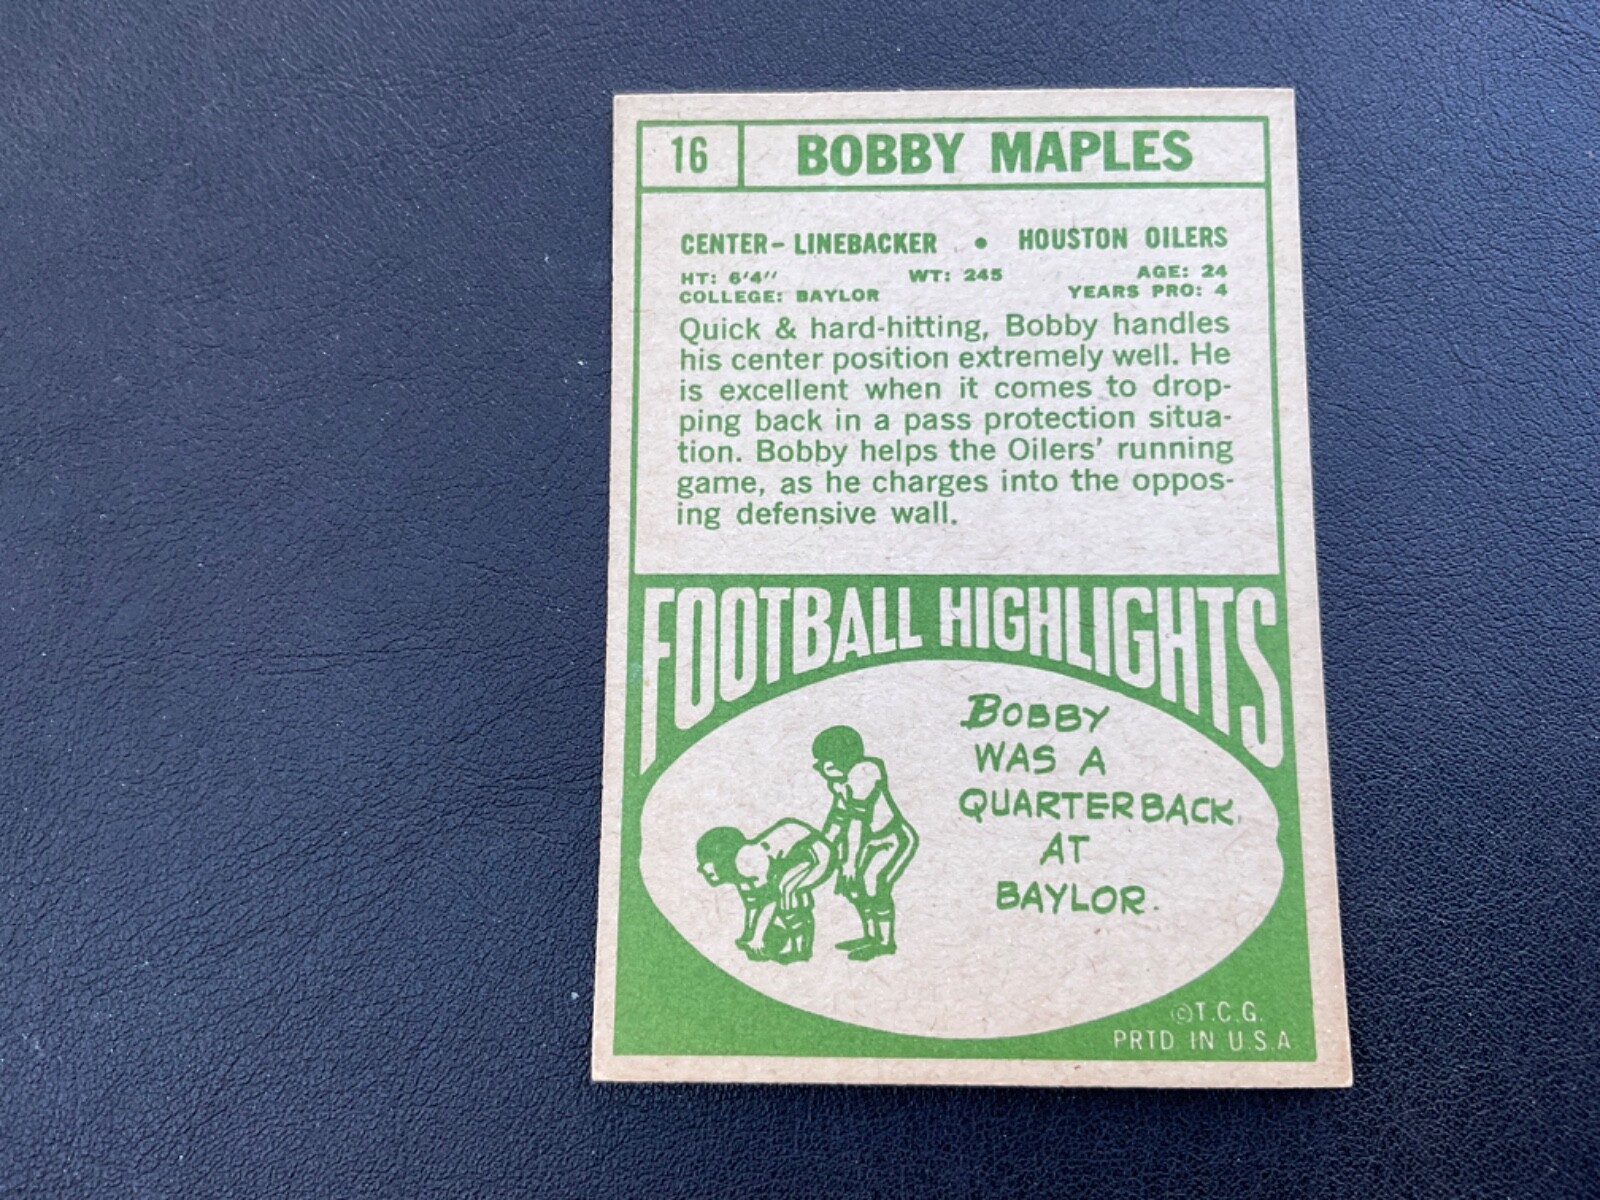 16 BOBBY MAPLES
CENTER-LINEBACKER • HOUSTON OILERS
HT: 6'4" WT: 245 AGE: 24
COLLEGE: BAYLOR YEARS PRO: 4
Quick & hard-hitting, Bobby handles
his center position extremely well. He
is excellent when it comes to drop-
ping back in a pass protection situa-
tion. Bobby helps the Oilers' running
game, as he charges into the oppos-
ing defensive wall.
FOOTBALL HIGHLIGHTS
BOBBY
WAS A
QUARTERBACK
AT
BAYLOR.
©T.C.G.
PRTD IN U.S.A